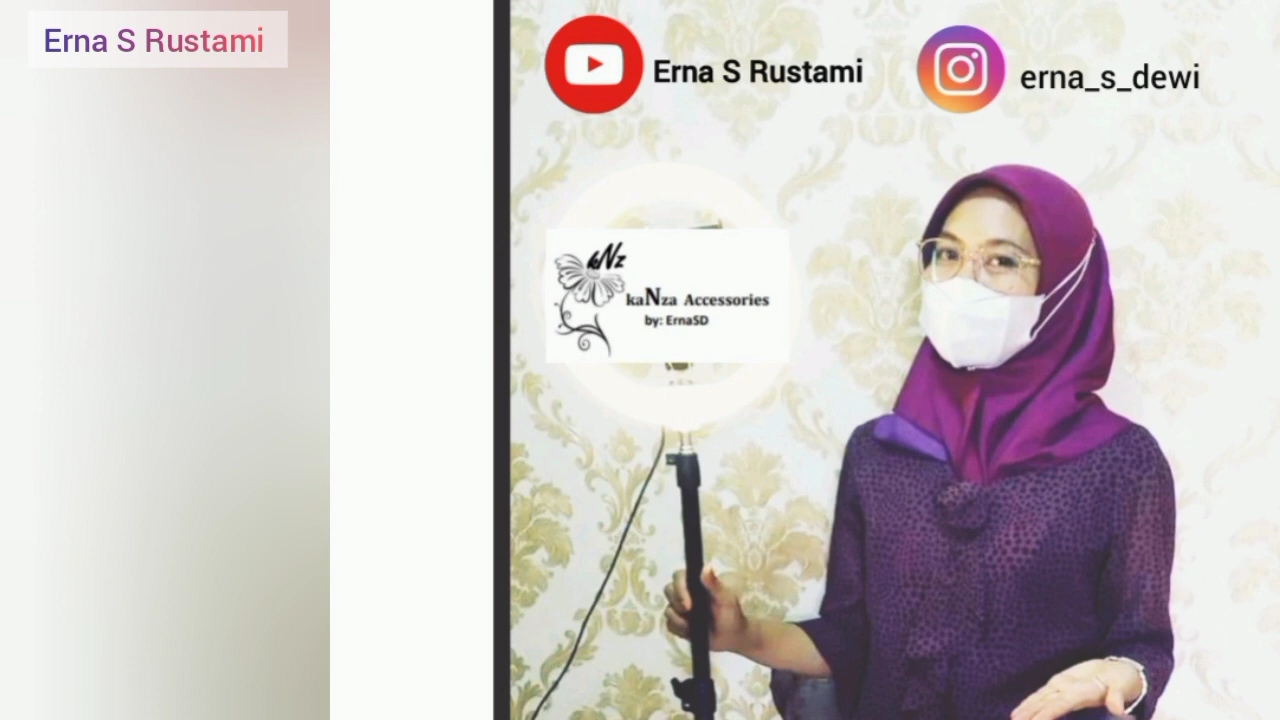 Erna S Rustami
Erna S Rustami
erna_s_dewi
kNz
kaNza Accessories
by: ErnaSD